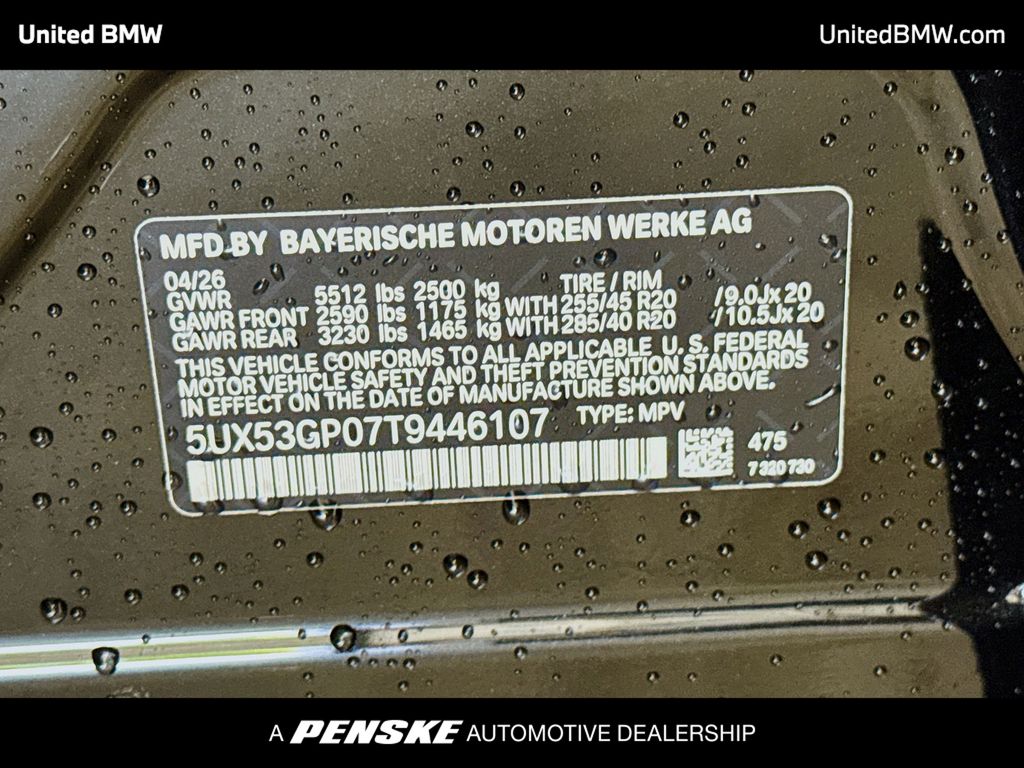 United BMW
UnitedBMW.com
MFD BY BAYERISCHE MOTOREN WERKE AG
04/26 TIRE / RIM
GVWR 5512 lbs 2500 kg
GAWR FRONT 2590 lbs 1175 kg WITH 255/45 R20 /9.0Jx20
GAWR REAR 3230 lbs 1465 kg WITH 285/40 R20 /10.5Jx20
THIS VEHICLE CONFORMS TO ALL APPLICABLE U. S. FEDERAL
MOTOR VEHICLE SAFETY AND THEFT PREVENTION STANDARDS
IN EFFECT ON THE DATE OF MANUFACTURE SHOWN ABOVE.
5UX53GP07T9446107 TYPE: MPV
475
7 320 730
A PENSKE AUTOMOTIVE DEALERSHIP